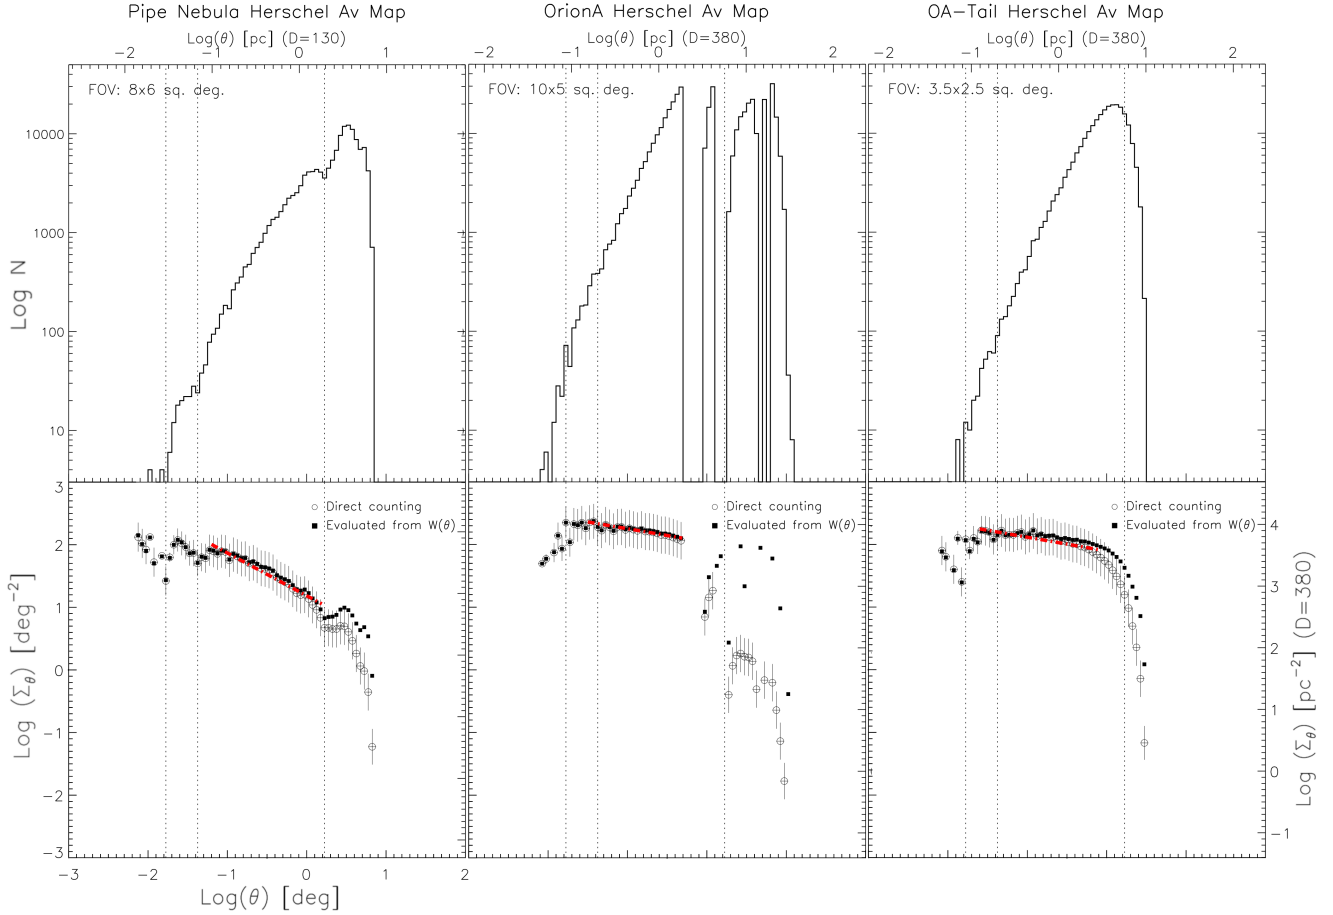 Pipe Nebula Herschel Av Map
OrionA Herschel Av Map
OA-Tail Herschel Av Map
Log(θ) [pc] (D=130)
Log(θ) [pc] (D=380)
Log(θ) [pc] (D=380)
-2 -1 0 1
-2 -1 0 1 2
-2 -1 0 1 2
FOV: 8x6 sq. deg.
FOV: 10x5 sq. deg.
FOV: 3.5x2.5 sq. deg.
Log N
10000
1000
100
10
Direct counting
Evaluated from W(θ)
Direct counting
Evaluated from W(θ)
Direct counting
Evaluated from W(θ)
Log (Σθ) [deg⁻²]
3
2
1
0
-1
-2
-3
4
3
2
1
0
-1
Log (Σθ) [pc⁻²] (D=380)
-3 -2 -1 0 1 2
Log(θ) [deg]